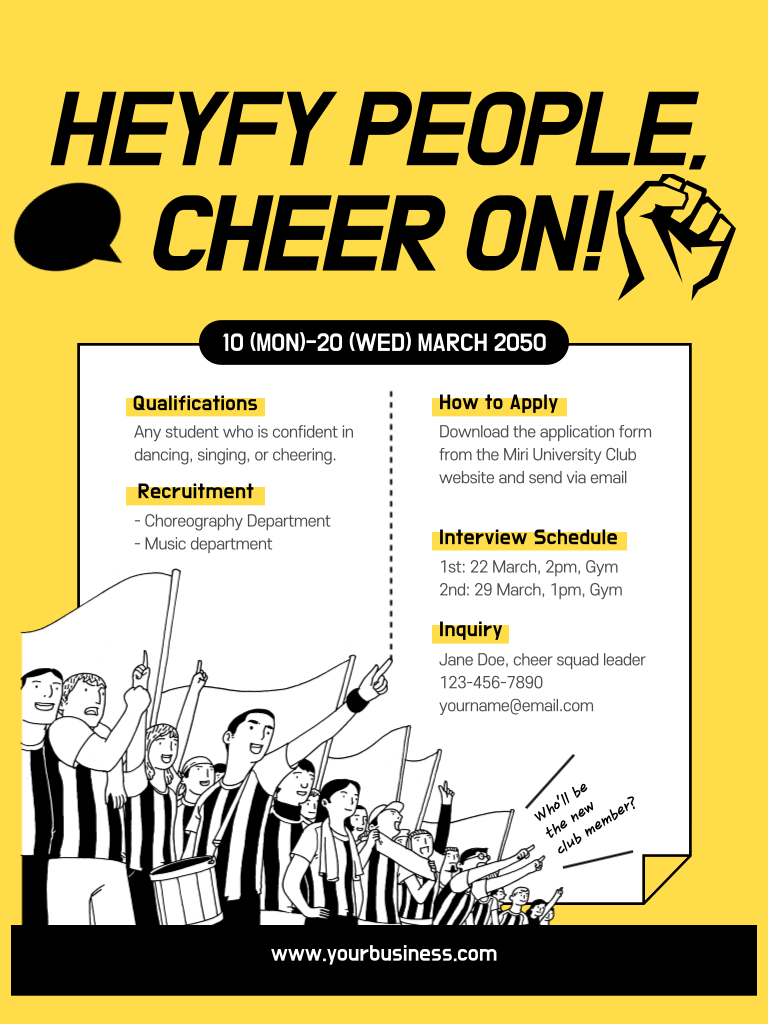 HEYFY PEOPLE,
CHEER ON!
10 (MON)-20 (WED) MARCH 2050
Qualifications
Any student who is confident in
dancing, singing, or cheering.
Recruitment
- Choreography Department
- Music department
How to Apply
Download the application form
from the Miri University Club
website and send via email
Interview Schedule
1st: 22 March, 2pm, Gym
2nd: 29 March, 1pm, Gym
Inquiry
Jane Doe, cheer squad leader
123-456-7890
yourname@email.com
Who'll be
the new
club member?
www.yourbusiness.com